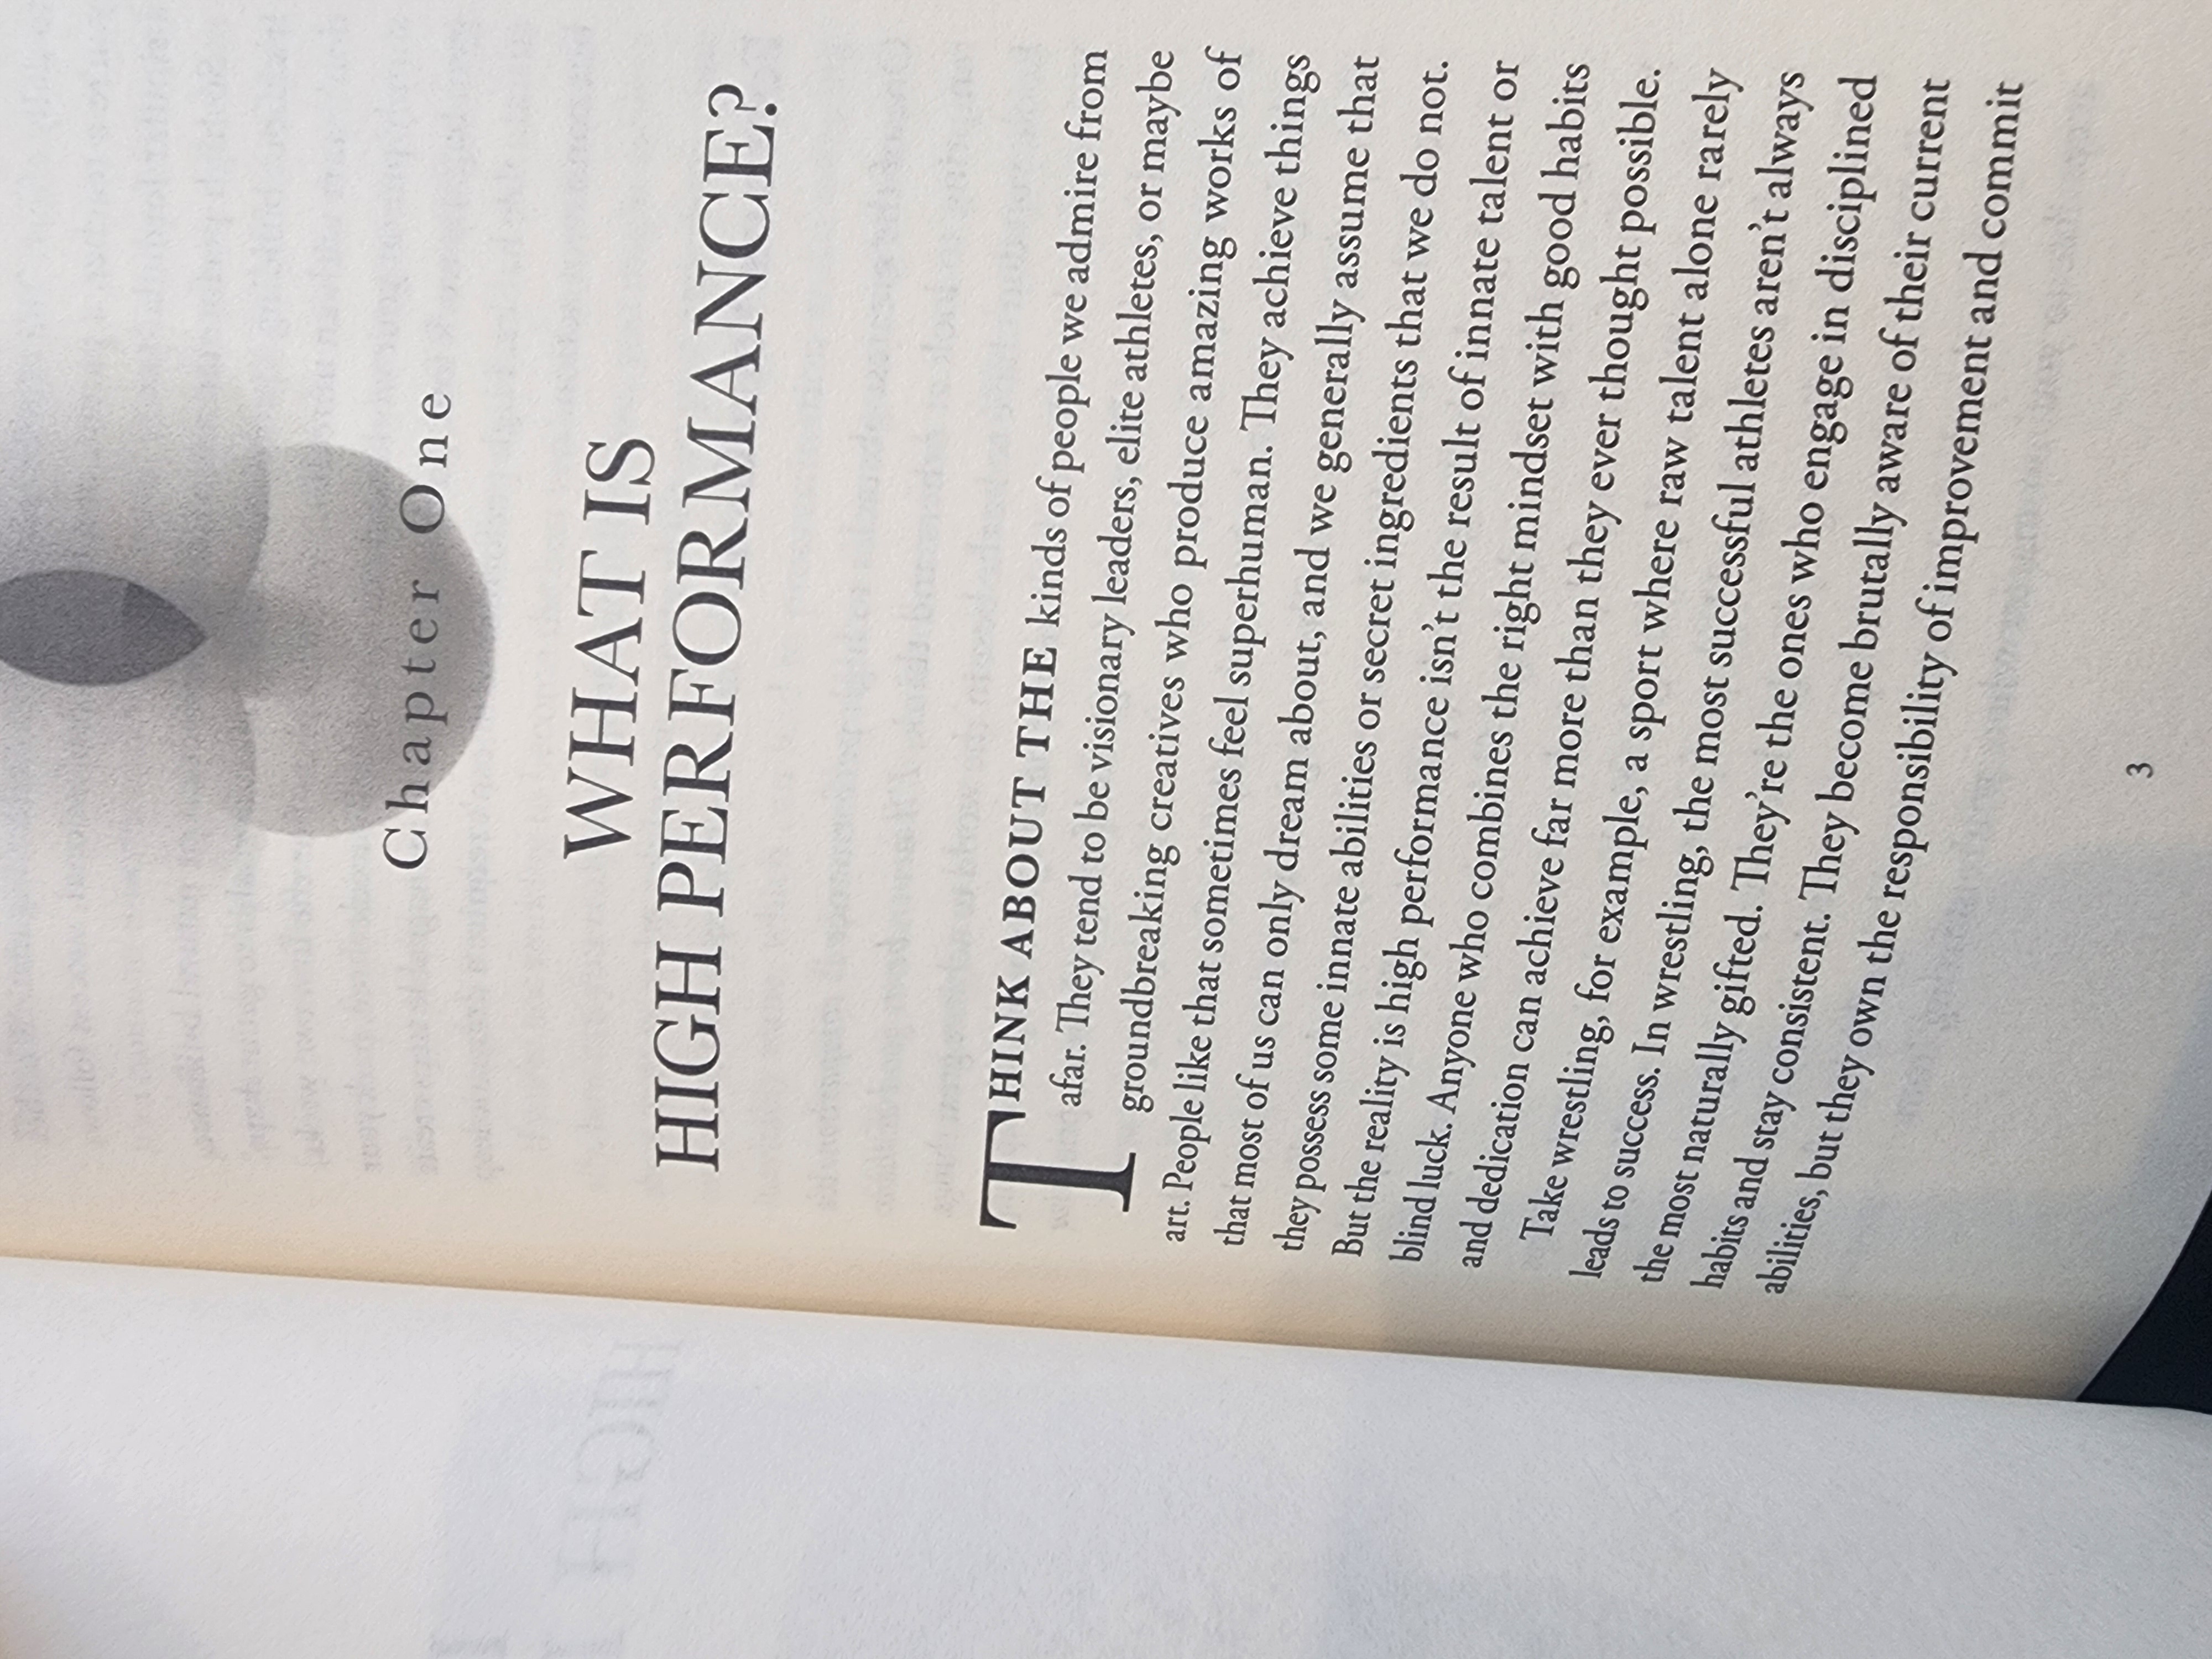 Chapter One
WHAT IS
HIGH PERFORMANCE?
THINK ABOUT THE kinds of people we admire from
afar. They tend to be visionary leaders, elite athletes, or maybe
groundbreaking creatives who produce amazing works of
art. People like that sometimes feel superhuman. They achieve things
that most of us can only dream about, and we generally assume that
they possess some innate abilities or secret ingredients that we do not.
But the reality is high performance isn't the result of innate talent or
blind luck. Anyone who combines the right mindset with good habits
and dedication can achieve far more than they ever thought possible.
Take wrestling, for example, a sport where raw talent alone rarely
leads to success. In wrestling, the most successful athletes aren't always
the most naturally gifted. They're the ones who engage in disciplined
habits and stay consistent. They become brutally aware of their current
abilities, but they own the responsibility of improvement and commit
3